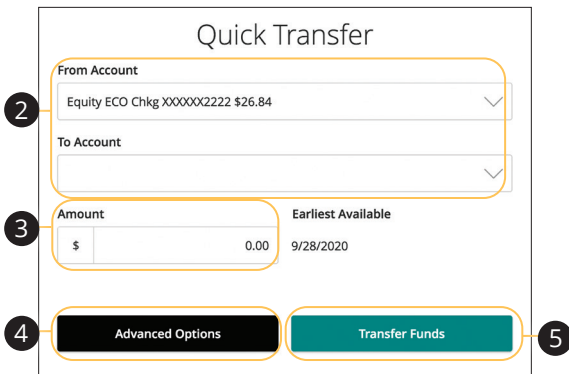 Quick Transfer
From Account
2
Equity ECO Chkg XXXXXX2222 $26.84
To Account
3
Amount
Earliest Available
$ 0.00
9/28/2020
4
Advanced Options
Transfer Funds
5